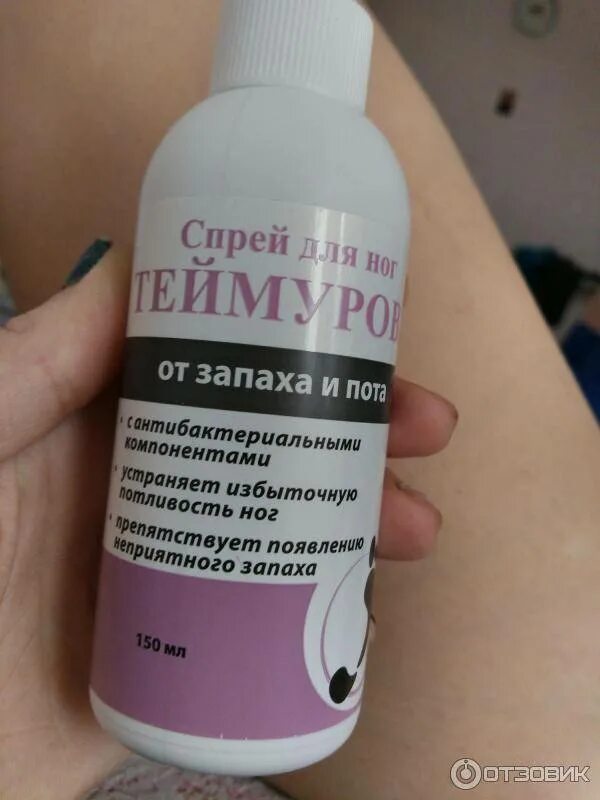 Спрей для ног
ТЕЙМУРОВ
от запаха и пота
· с антибактериальными
компонентами
· устраняет избыточную
потливость ног
· препятствует появлению
неприятного запаха
150 мл
ОТЗОВИК